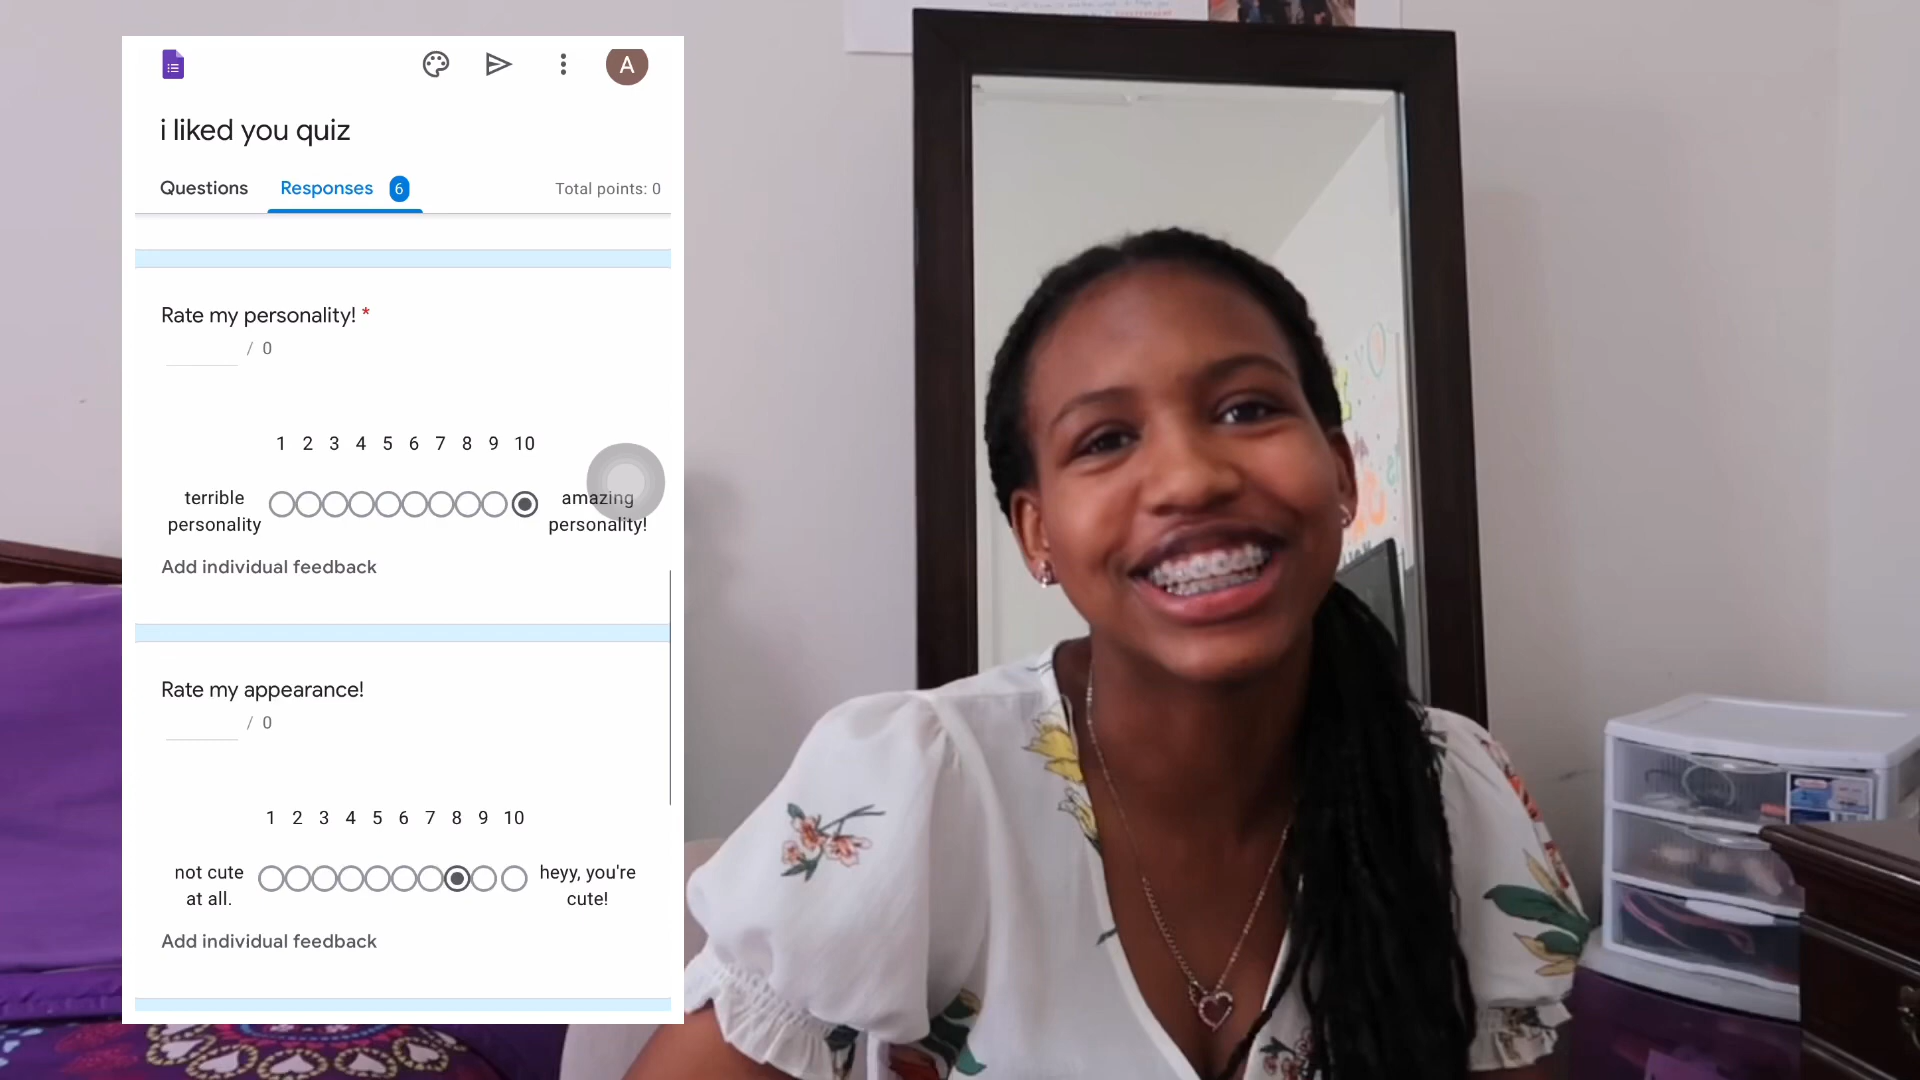 A
i liked you quiz
Questions Responses 6 Total points: 0
Rate my personality! *
/ 0
1 2 3 4 5 6 7 8 9 10
terrible
personality
amazing
personality!
Add individual feedback
Rate my appearance!
/ 0
1 2 3 4 5 6 7 8 9 10
not cute
at all.
heyy, you're
cute!
Add individual feedback